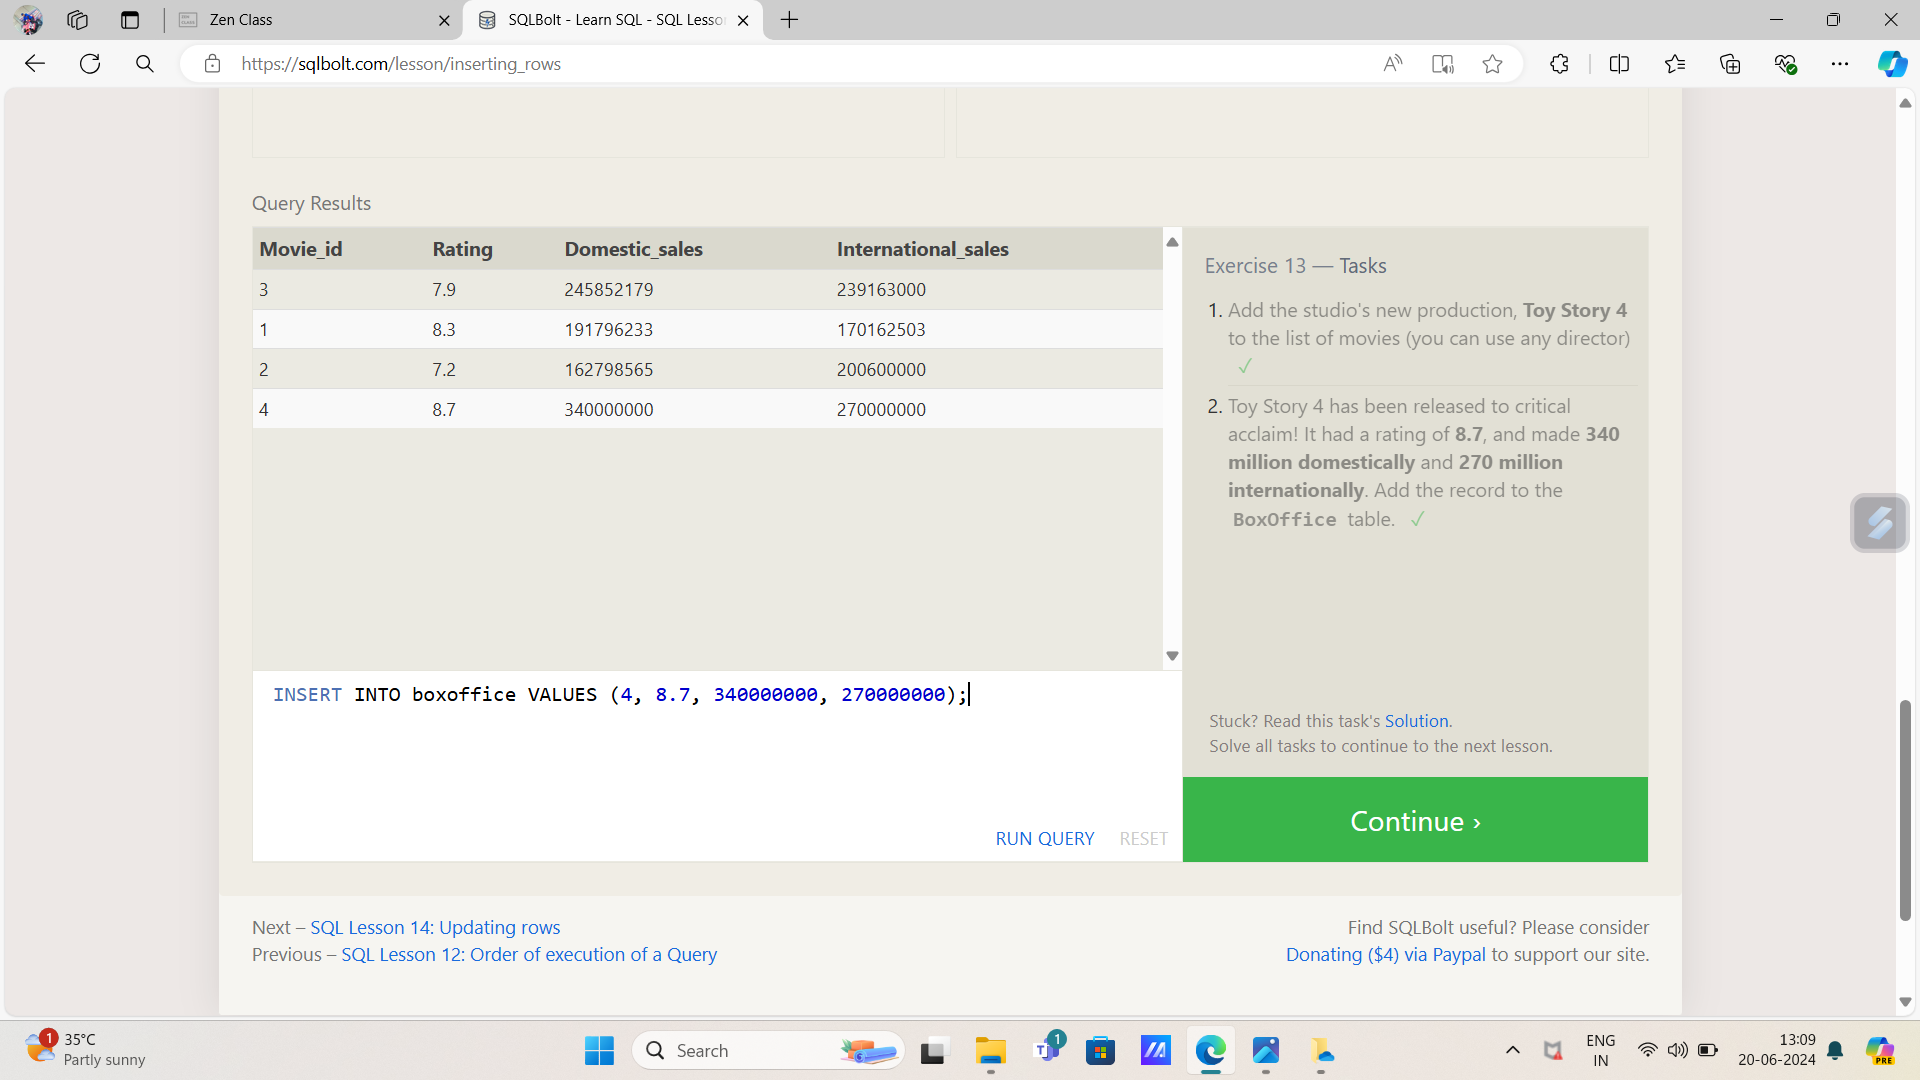 Zen Class
SQLBolt - Learn SQL - SQL Lesso
https://sqlbolt.com/lesson/inserting_rows
Query Results
Movie_id Rating Domestic_sales International_sales
3 7.9 245852179 239163000
1 8.3 191796233 170162503
2 7.2 162798565 200600000
4 8.7 340000000 270000000
Exercise 13 — Tasks
1. Add the studio's new production, Toy Story 4
to the list of movies (you can use any director)
✓
2. Toy Story 4 has been released to critical
acclaim! It had a rating of 8.7, and made 340
million domestically and 270 million
internationally. Add the record to the
BoxOffice table. ✓
INSERT INTO boxoffice VALUES (4, 8.7, 340000000, 270000000);
RUN QUERY RESET
Stuck? Read this task's Solution.
Solve all tasks to continue to the next lesson.
Continue ›
Next – SQL Lesson 14: Updating rows
Previous – SQL Lesson 12: Order of execution of a Query
Find SQLBolt useful? Please consider
Donating ($4) via Paypal to support our site.
1
35°C
Partly sunny
Search
1
ENG
IN
13:09
20-06-2024
PRE